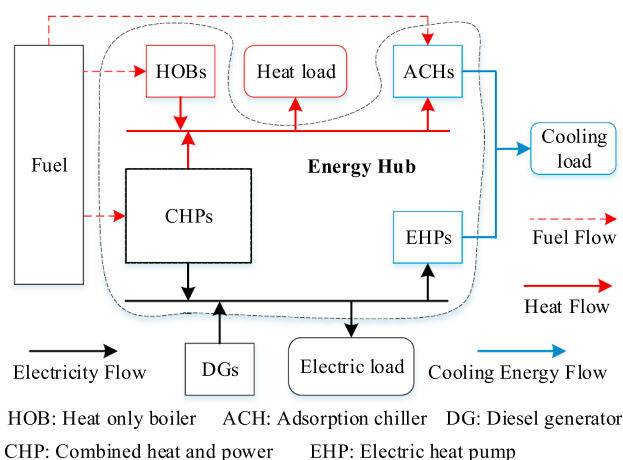 HOBs
Heat load
ACHs
Fuel
Energy Hub
Cooling
load
CHPs
EHPs
Fuel Flow
Heat Flow
Electricity Flow
DGs
Electric load
Cooling Energy Flow
HOB: Heat only boiler ACH: Adsorption chiller DG: Diesel generator
CHP: Combined heat and power EHP: Electric heat pump